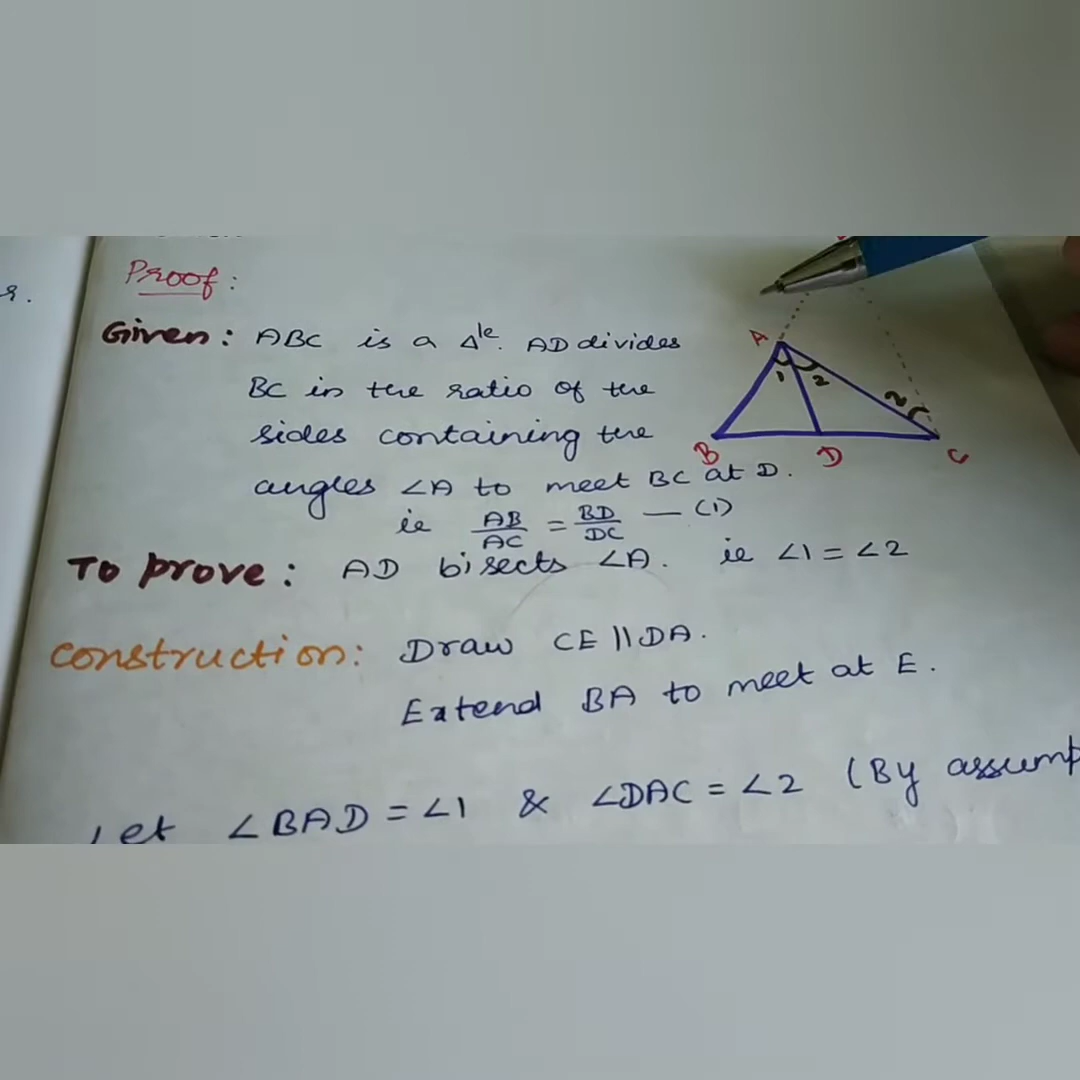 Proof:
Given: ABC is a Δle. AD divides
BC in the ratio of the
sides containing the
angles ∠A to meet BC at D.
ie AB/AC = BD/DC — (1)
To prove: AD bisects ∠A. ie ∠1 = ∠2
Construction: Draw CE || DA.
Extend BA to meet at E.
∠BAD = ∠1 & ∠DAC = ∠2 (By
A
1 2
2
B D C